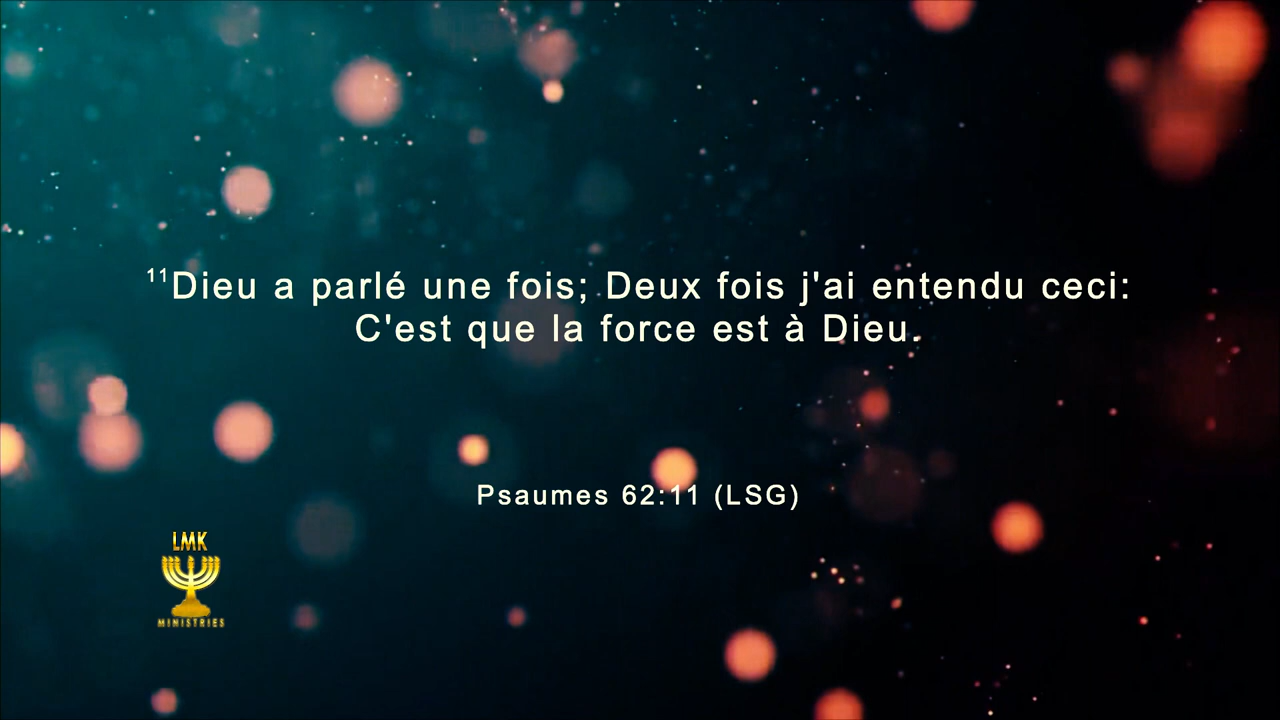 11Dieu a parlé une fois; Deux fois j'ai entendu ceci:
C'est que la force est à Dieu.
Psaumes 62:11 (LSG)
LMK
MINISTRIES